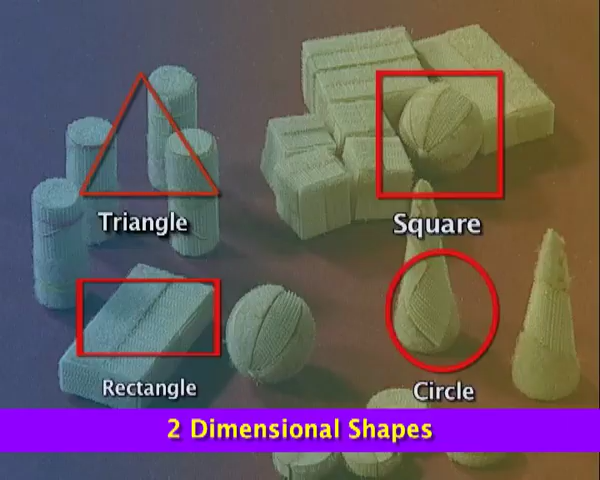 Triangle
Square
Rectangle
Circle
2 Dimensional Shapes